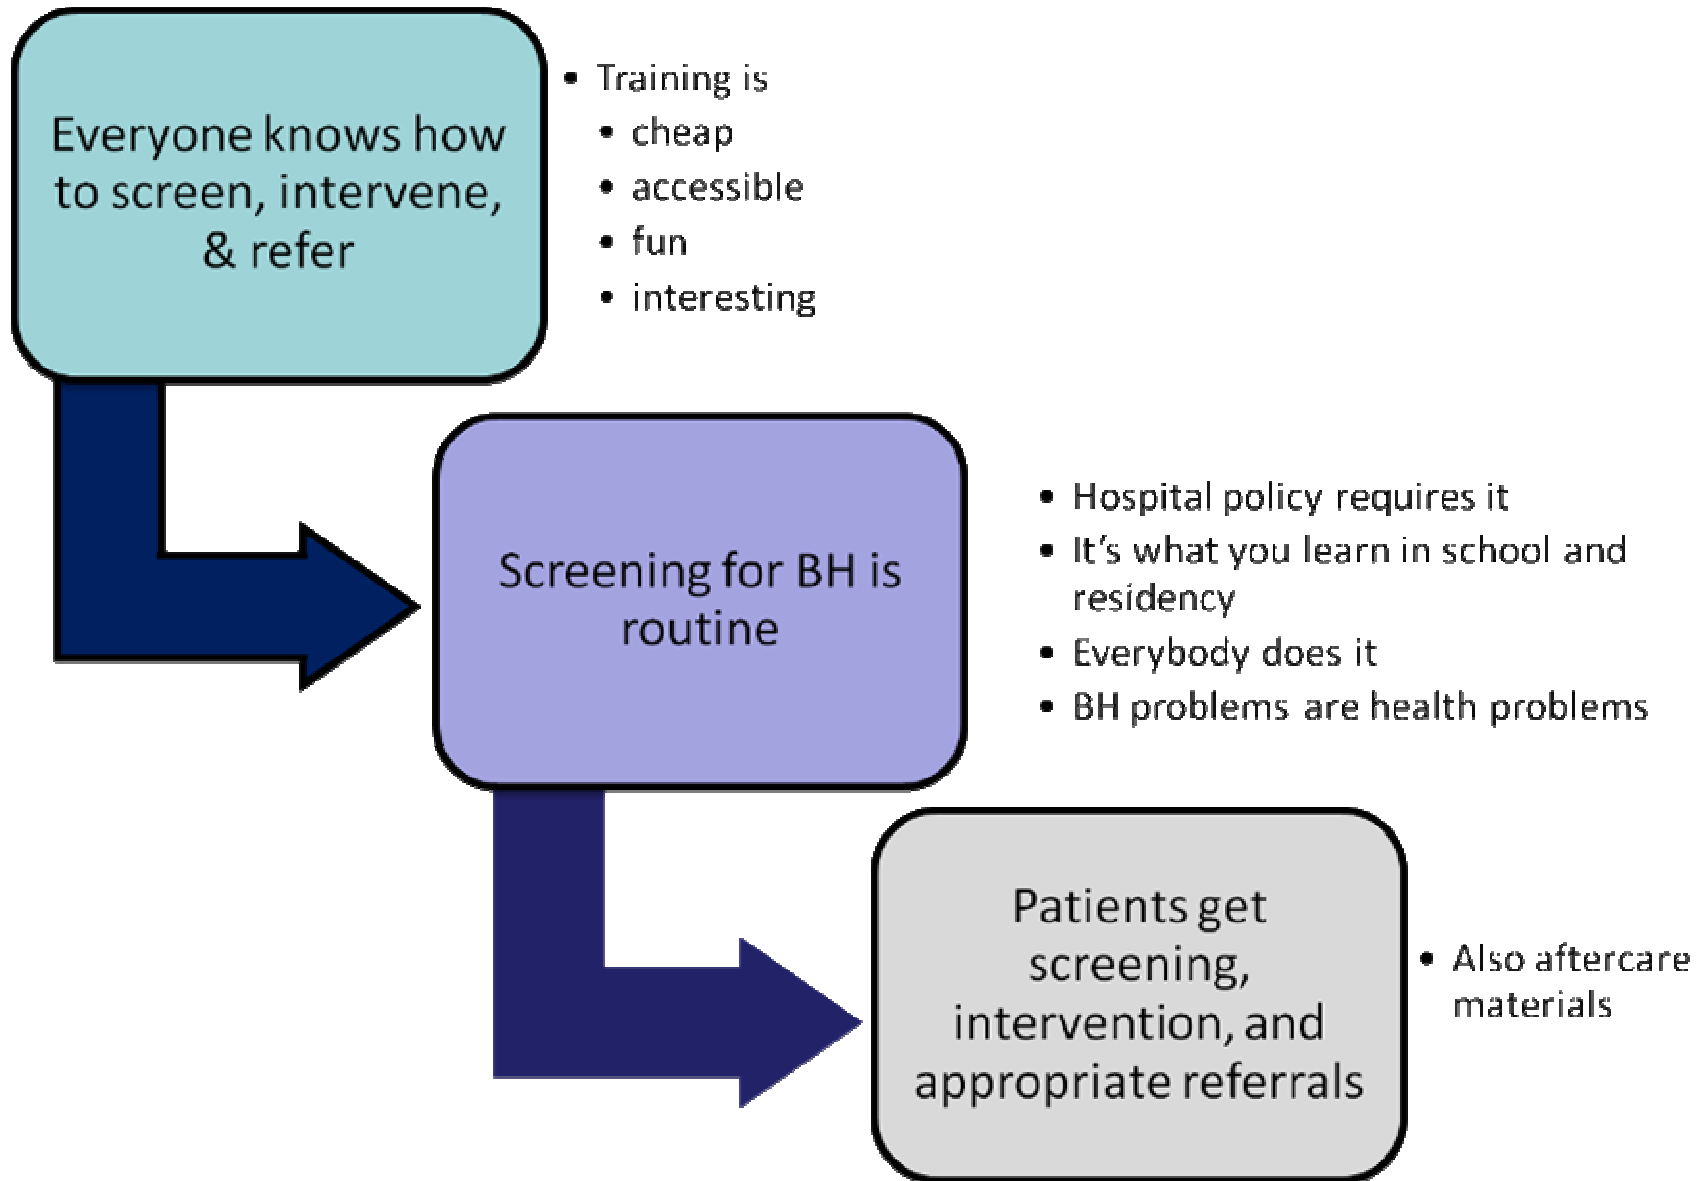 Everyone knows how
to screen, intervene,
& refer
• Training is
• cheap
• accessible
• fun
• interesting
Screening for BH is
routine
• Hospital policy requires it
• It's what you learn in school and
residency
• Everybody does it
• BH problems are health problems
Patients get
screening,
intervention, and
appropriate referrals
• Also aftercare
materials